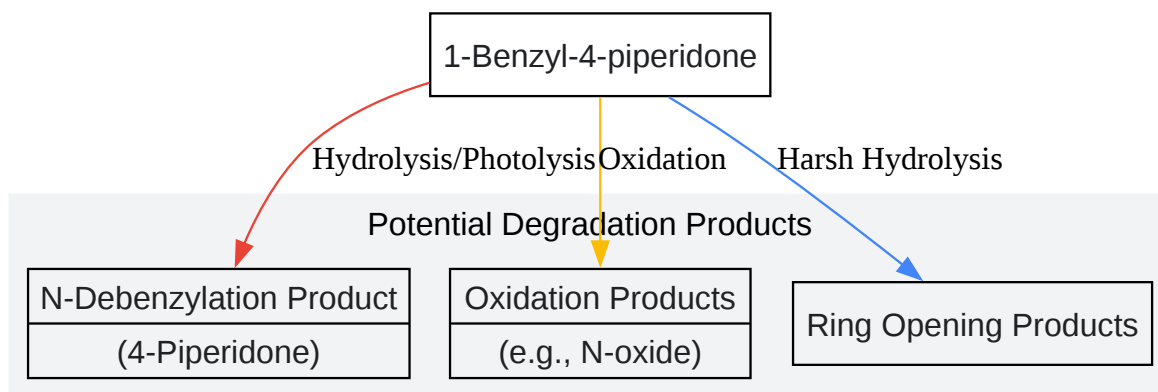 1-Benzyl-4-piperidone
Hydrolysis/Photolysis
Oxidation
Harsh Hydrolysis
Potential Degradation Products
N-Debenzylation Product
(4-Piperidone)
Oxidation Products
(e.g., N-oxide)
Ring Opening Products